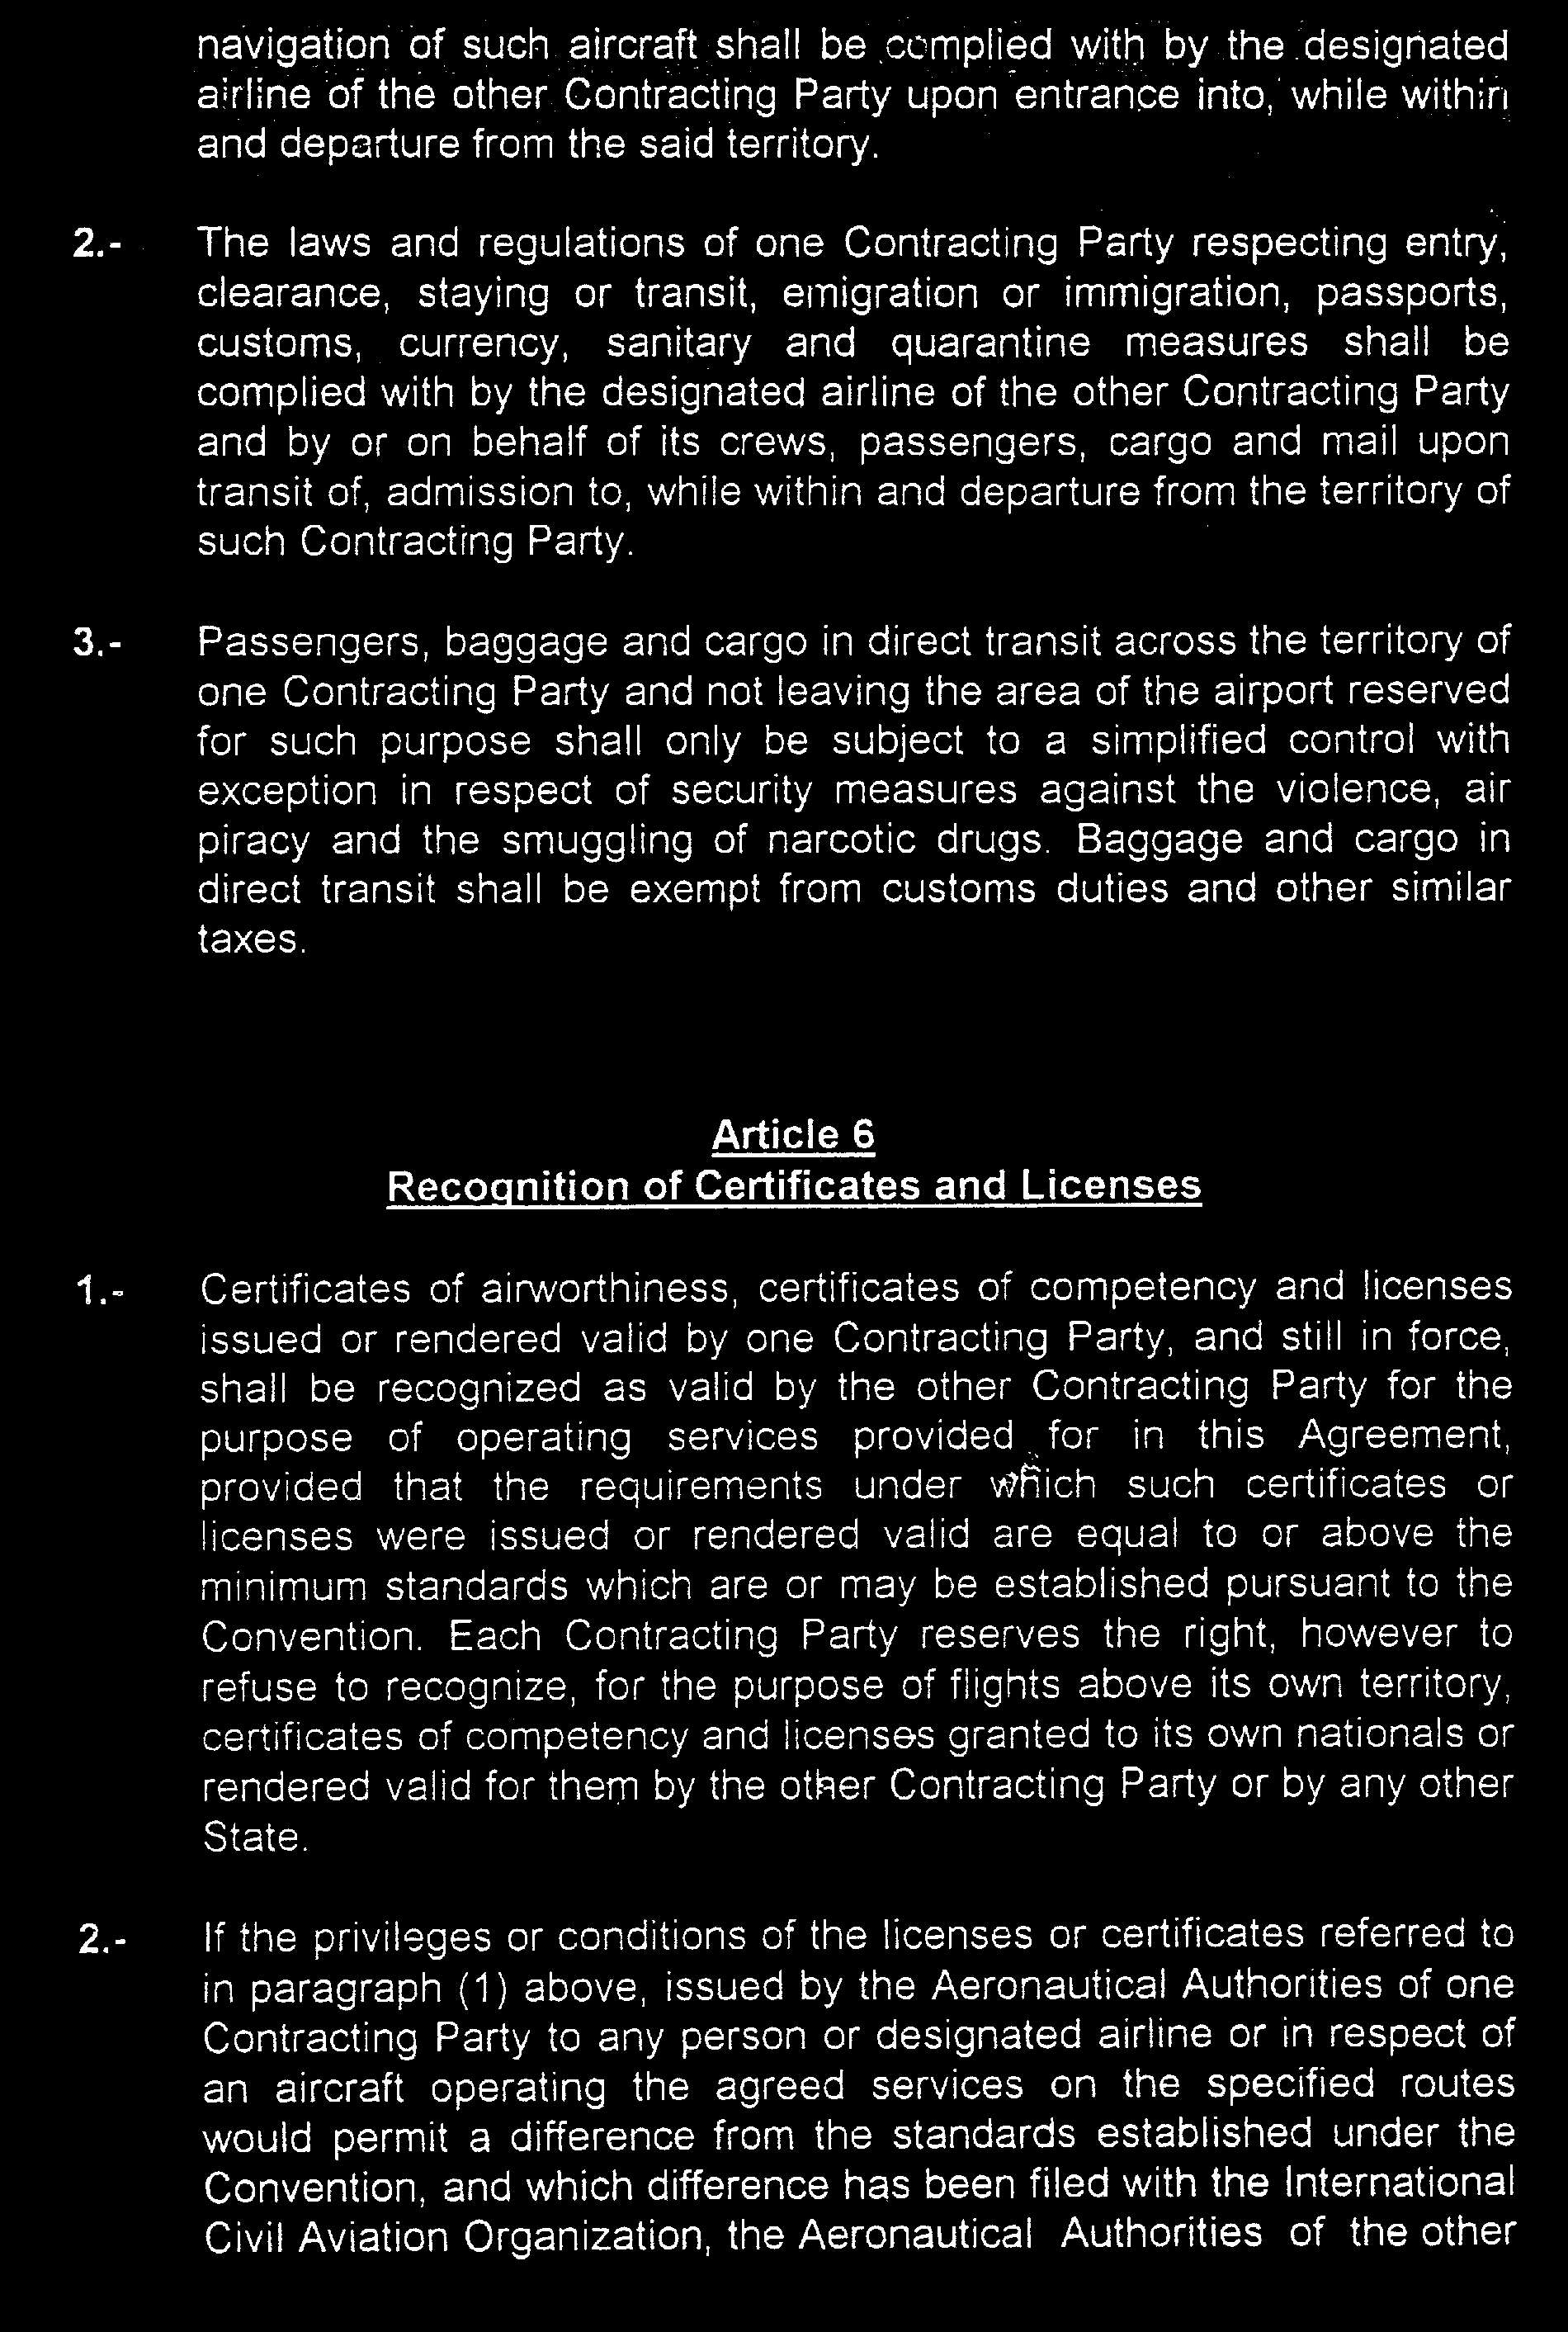 navigation of such aircraft shall be complied with by the designated
airline of the other Contracting Party upon entrance into, while within
and departure from the said territory.
2.- The laws and regulations of one Contracting Party respecting entry,
clearance, staying or transit, emigration or immigration, passports,
customs, currency, sanitary and quarantine measures shall be
complied with by the designated airline of the other Contracting Party
and by or on behalf of its crews, passengers, cargo and mail upon
transit of, admission to, while within and departure from the territory of
such Contracting Party.
3.- Passengers, baggage and cargo in direct transit across the territory of
one Contracting Party and not leaving the area of the airport reserved
for such purpose shall only be subject to a simplified control with
exception in respect of security measures against the violence, air
piracy and the smuggling of narcotic drugs. Baggage and cargo in
direct transit shall be exempt from customs duties and other similar
taxes.
Article 6
Recognition of Certificates and Licenses
1.- Certificates of airworthiness, certificates of competency and licenses
issued or rendered valid by one Contracting Party, and still in force,
shall be recognized as valid by the other Contracting Party for the
purpose of operating services provided for in this Agreement,
provided that the requirements under which such certificates or
licenses were issued or rendered valid are equal to or above the
minimum standards which are or may be established pursuant to the
Convention. Each Contracting Party reserves the right, however to
refuse to recognize, for the purpose of flights above its own territory,
certificates of competency and licenses granted to its own nationals or
rendered valid for them by the other Contracting Party or by any other
State.
2.- If the privileges or conditions of the licenses or certificates referred to
in paragraph (1) above, issued by the Aeronautical Authorities of one
Contracting Party to any person or designated airline or in respect of
an aircraft operating the agreed services on the specified routes
would permit a difference from the standards established under the
Convention, and which difference has been filed with the International
Civil Aviation Organization, the Aeronautical Authorities of the other